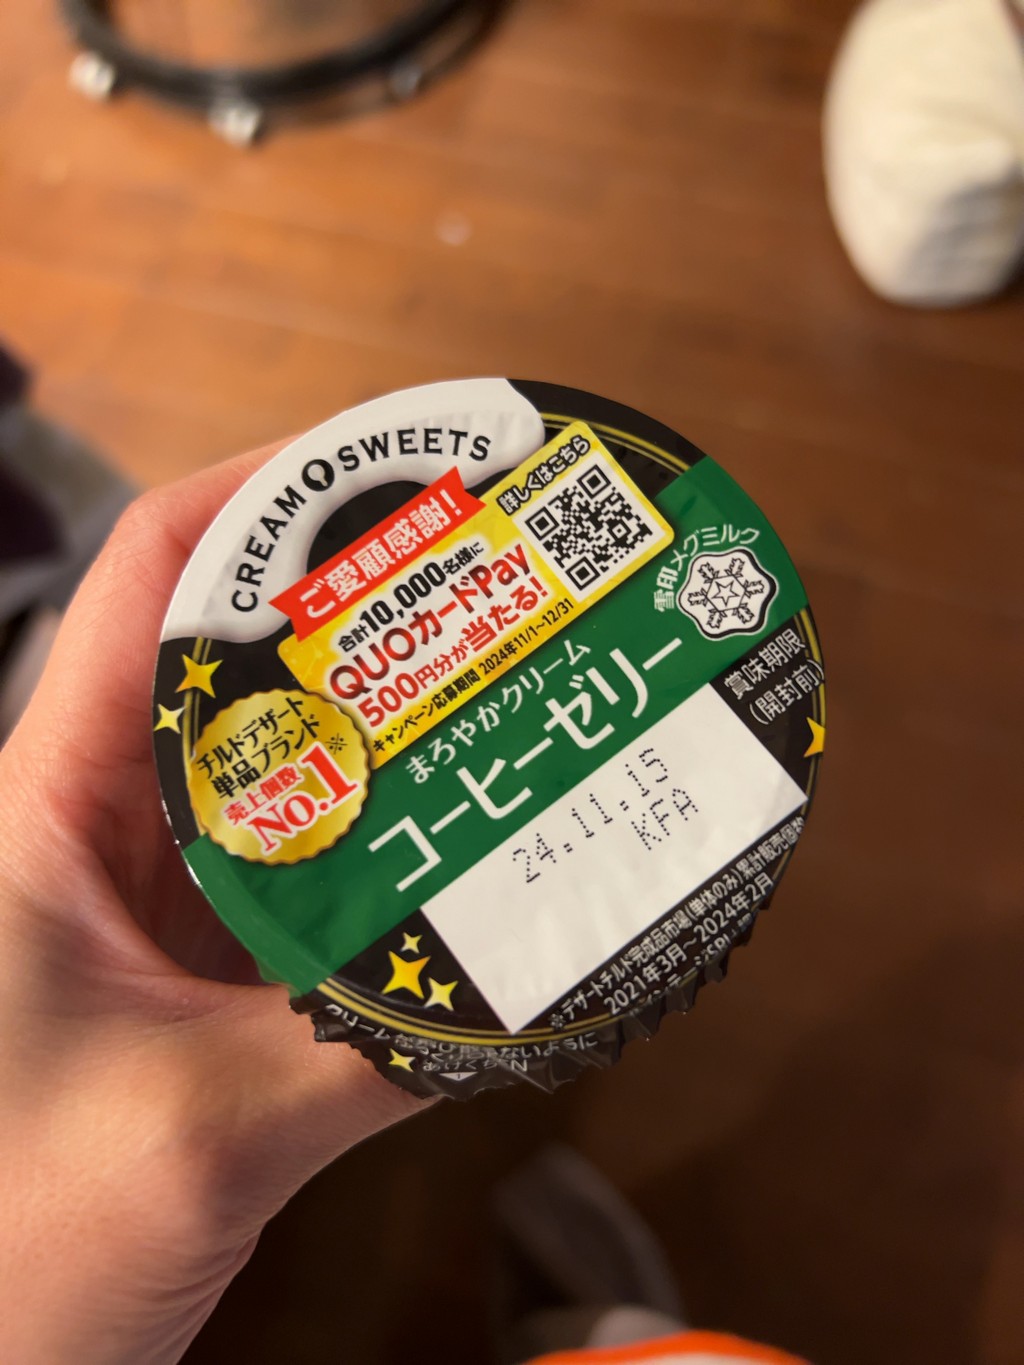 CREAM SWEETS
ご愛顧感謝!
合計10,000名様に
QUOカードPay
500円分が当たる!
キャンペーン応募期間 2024年11/1~12/31
詳しくはこちら
雪印メグミルク
チルドデザート
単品ブランド※
売上個数
No.1
まろやかクリーム
コーヒーゼリー
賞味期限
(開封前)
24.11.15
KFA
※デザートチルド完成品市場(単体のみ)累計販売個数
2021年3月~2024年2月